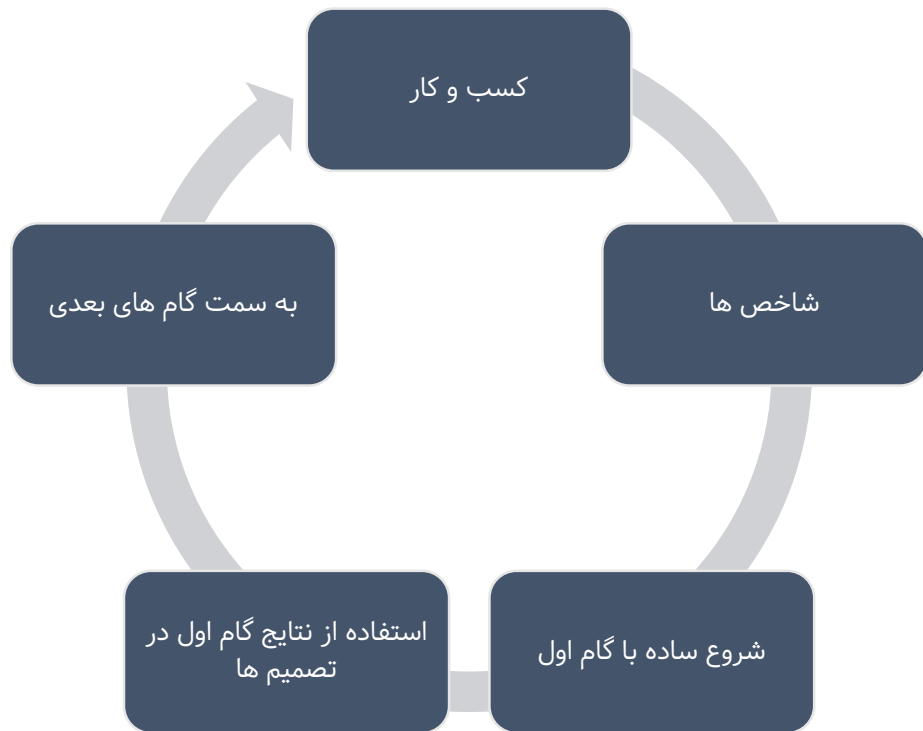 کسب و کار
شاخص ها
شروع ساده با گام اول
استفاده از نتایج گام اول در
تصمیم ها
به سمت گام های بعدی